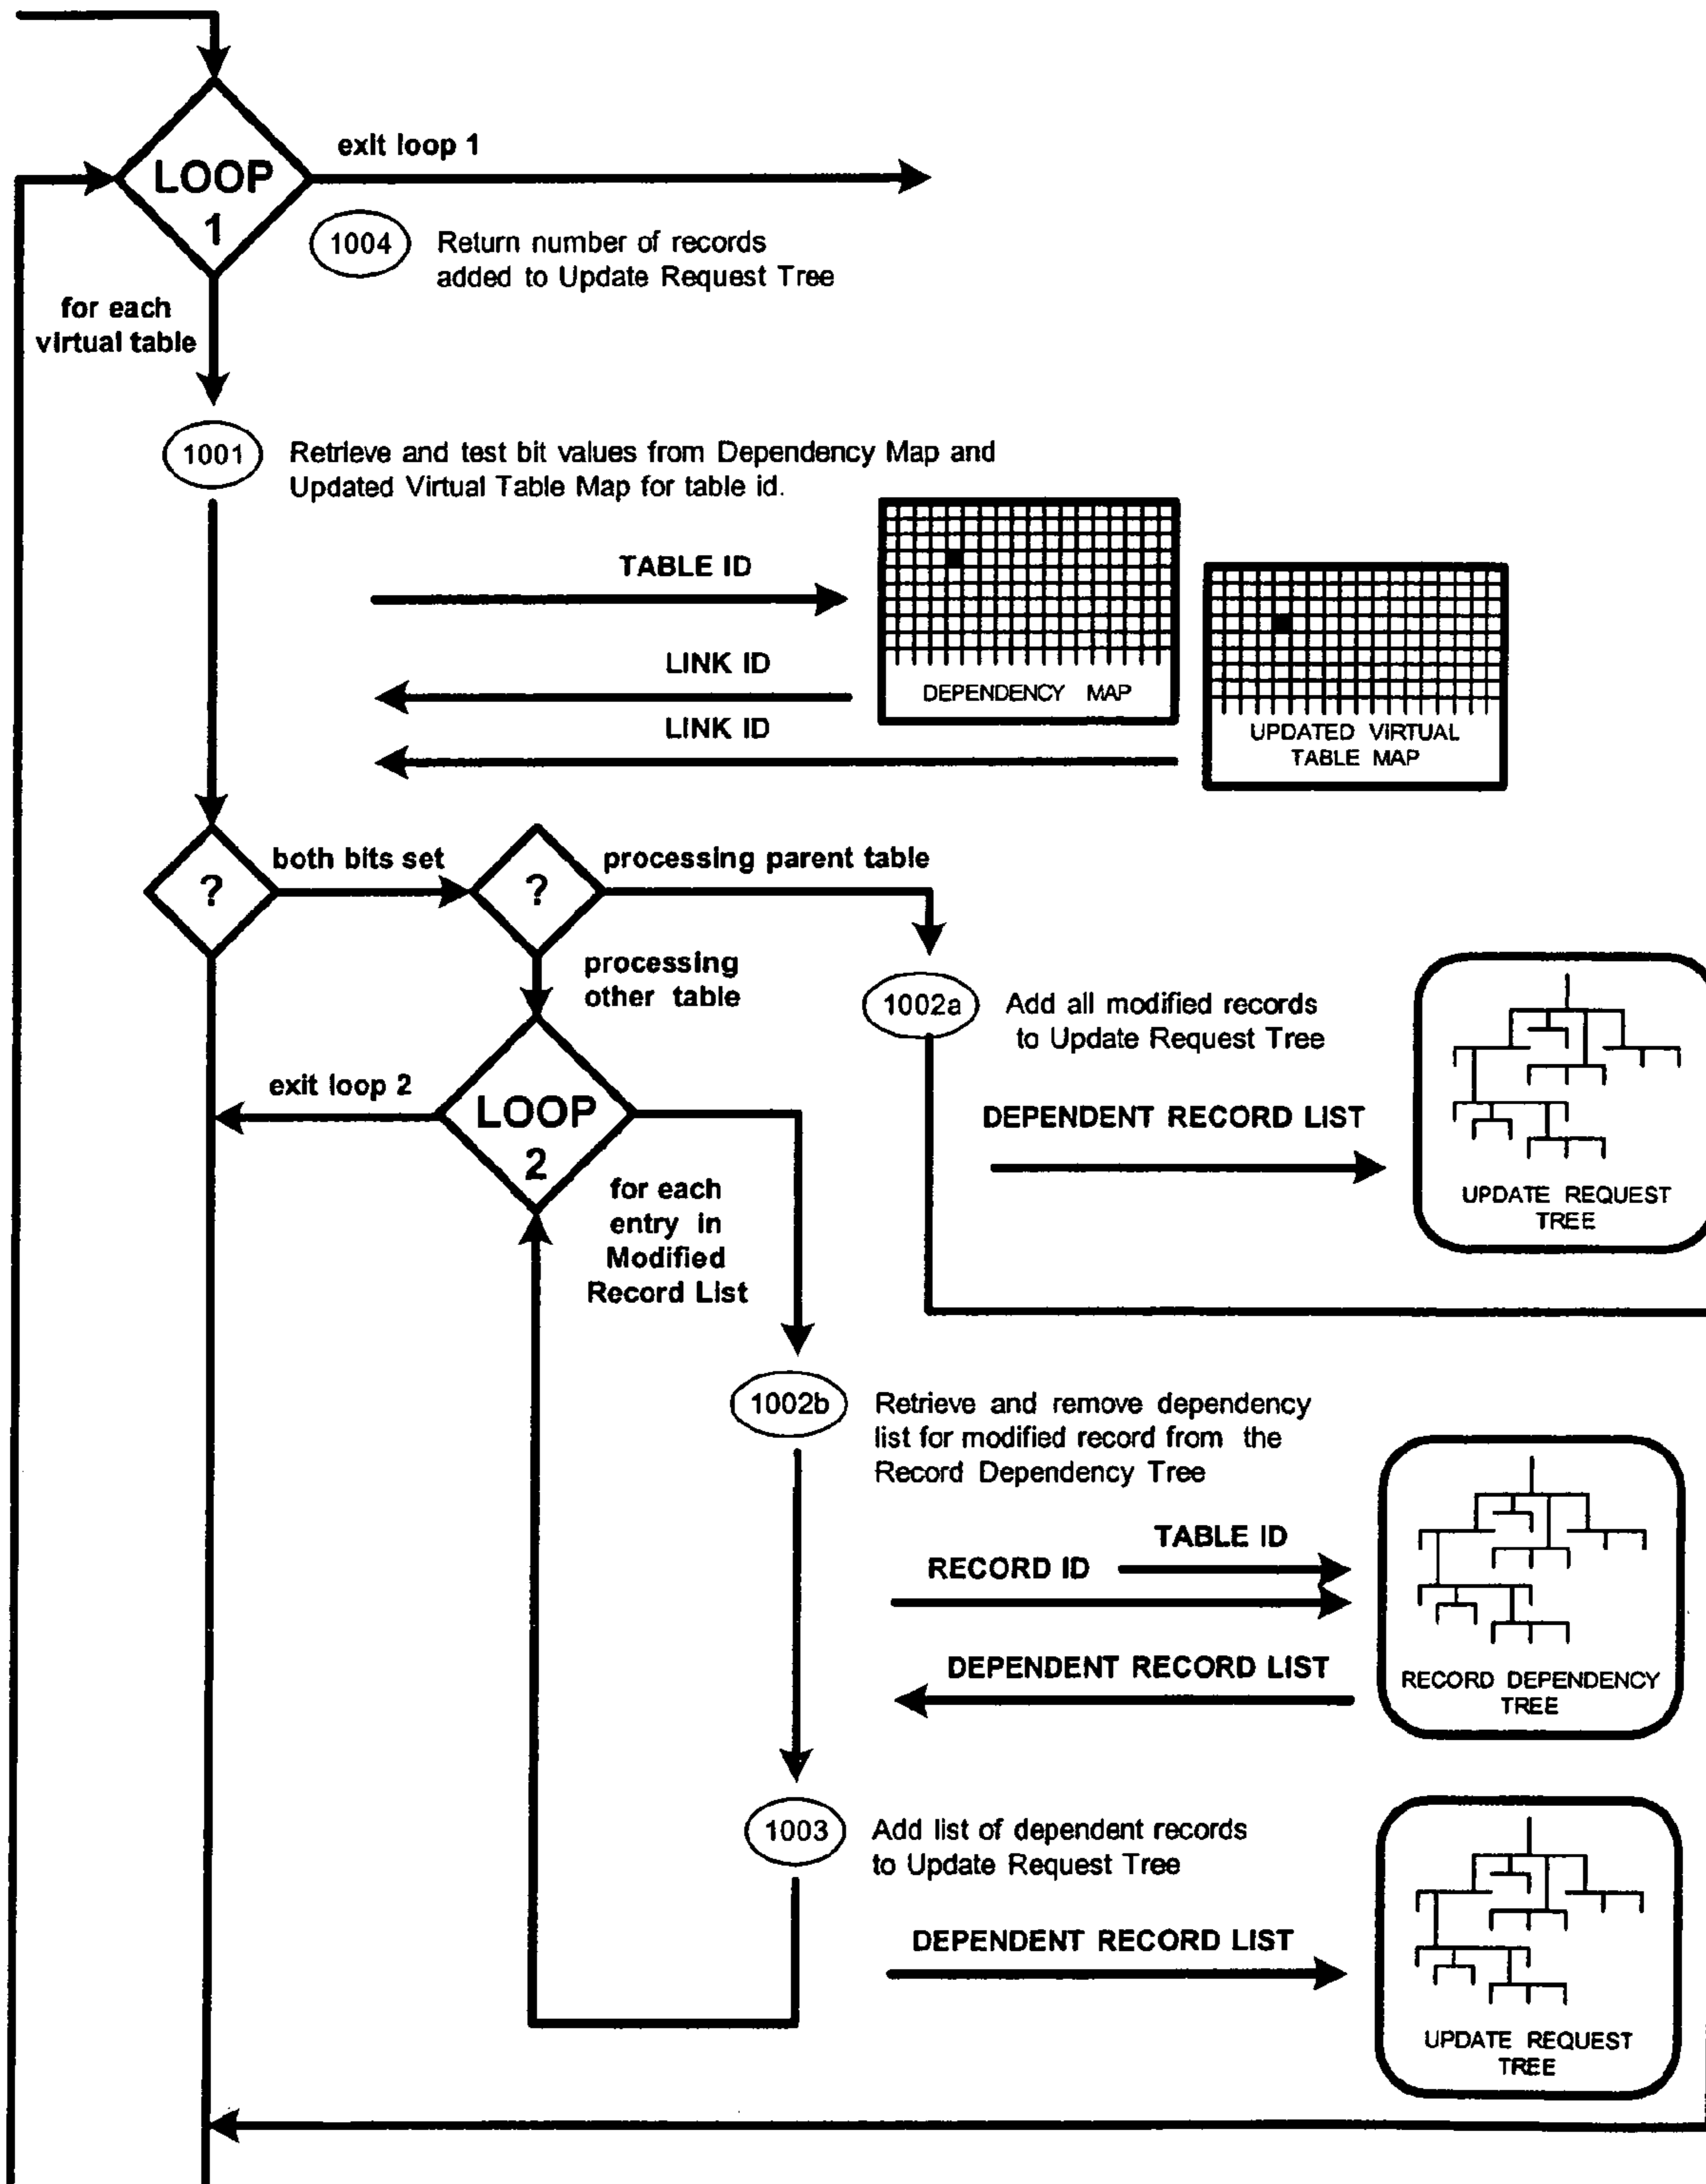 exit loop 1
LOOP
1
1004
Return number of records
added to Update Request Tree
for each
virtual table
1001
Retrieve and test bit values from Dependency Map and
Updated Virtual Table Map for table id.
TABLE ID
LINK ID
DEPENDENCY MAP
LINK ID
UPDATED VIRTUAL
TABLE MAP
?
both bits set
?
processing parent table
processing
other table
1002a
Add all modified records
to Update Request Tree
exit loop 2
LOOP
2
DEPENDENT RECORD LIST
UPDATE REQUEST
TREE
for each
entry in
Modified
Record List
1002b
Retrieve and remove dependency
list for modified record from the
Record Dependency Tree
TABLE ID
RECORD ID
DEPENDENT RECORD LIST
RECORD DEPENDENCY
TREE
1003
Add list of dependent records
to Update Request Tree
DEPENDENT RECORD LIST
UPDATE REQUEST
TREE